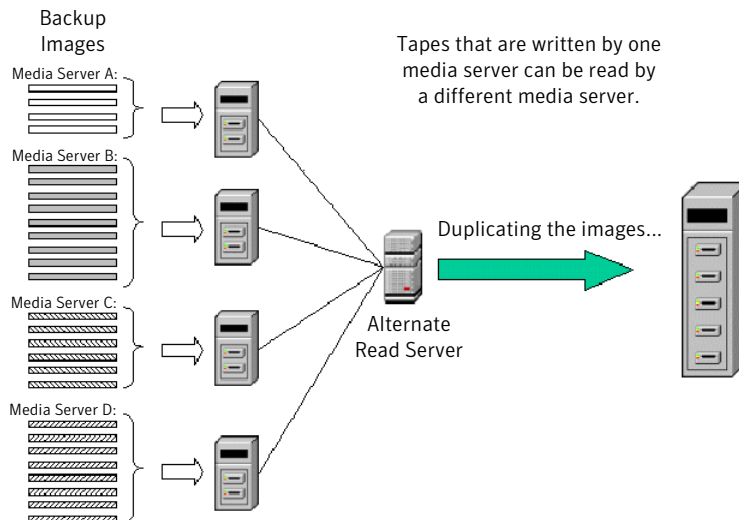 Backup
Images
Media Server A:
Media Server B:
Media Server C:
Media Server D:
Tapes that are written by one
media server can be read by
a different media server.
Duplicating the images...
Alternate
Read Server